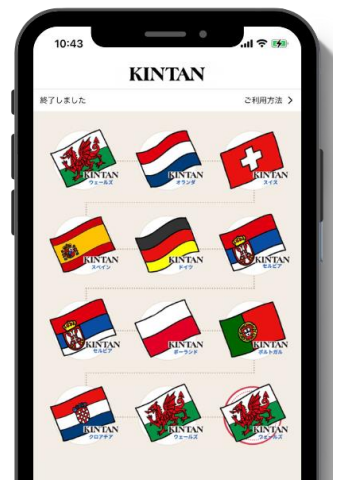 10:43
KINTAN
終了しました
ご利用方法
KINTAN
ウェールズ
KINTAN
オランダ
KINTAN
スイス
KINTAN
スペイン
KINTAN
ドイツ
KINTAN
セルビア
KINTAN
セルビア
KINTAN
ポーランド
KINTAN
ポルトガル
KINTAN
クロアチア
KINTAN
ウェールズ
KINTAN
ウェールズ